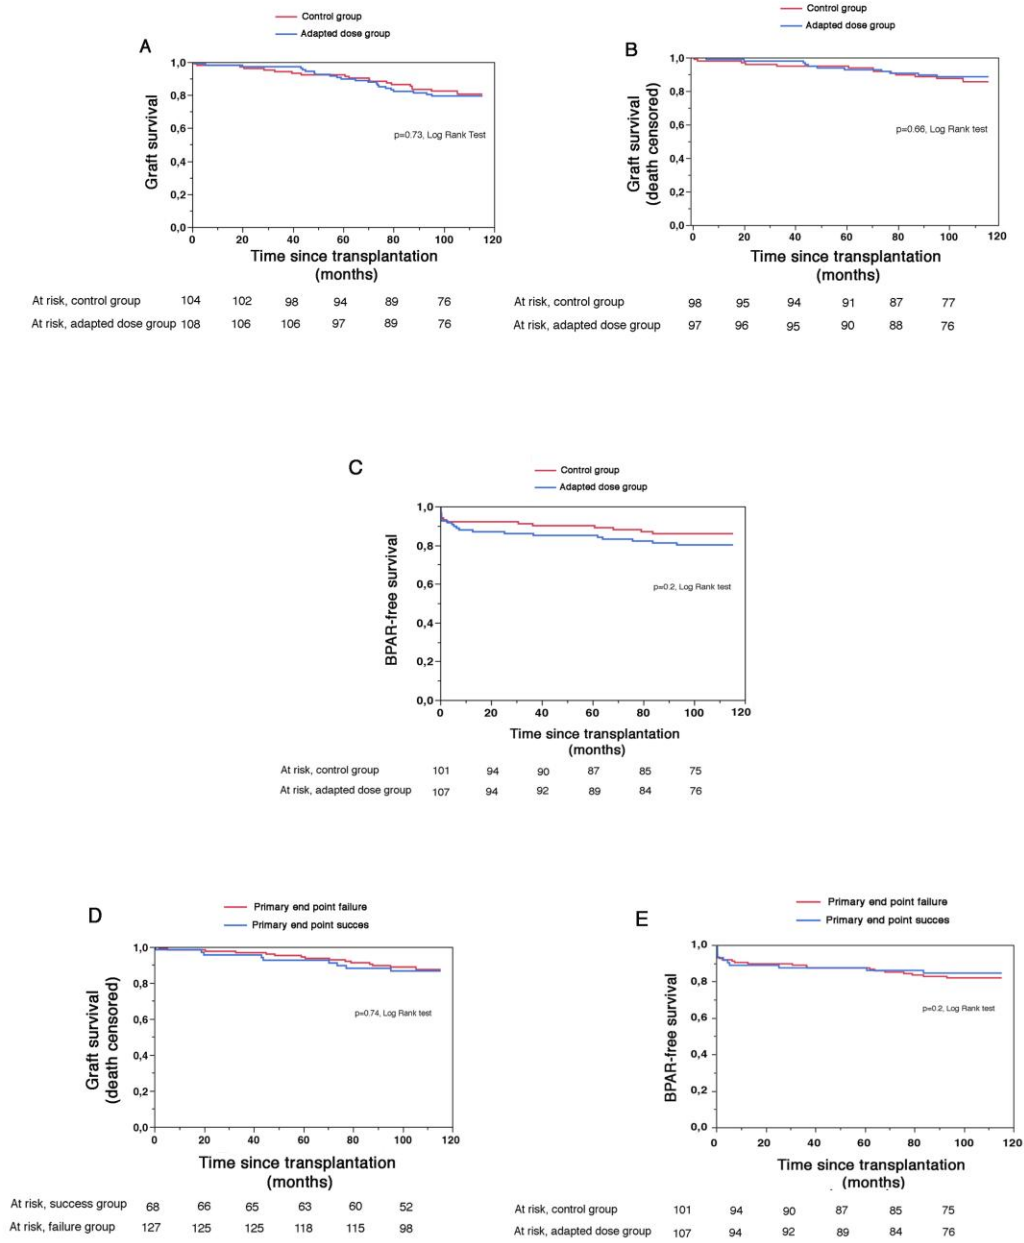 A
Control group
Adapted dose group
1,0
0,8
0,6
0,4
0,2
0,0
Graft survival
p=0.73, Log Rank Test
0 20 40 60 80 100 120
Time since transplantation
(months)
At risk, control group 104 102 98 94 89 76
At risk, adapted dose group 108 106 106 97 89 76
B
Control group
Adapted dose group
1,0
0,8
0,6
0,4
0,2
0,0
Graft survival
(death censored)
p=0.66, Log Rank test
0 20 40 60 80 100 120
Time since transplantation
(months)
At risk, control group 98 95 94 91 87 77
At risk, adapted dose group 97 96 95 90 88 76
C
Control group
Adapted dose group
1,0
0,8
0,6
0,4
0,2
0,0
BPAR-free survival
p=0.2, Log Rank test
0 20 40 60 80 100 120
Time since transplantation
(months)
At risk, control group 101 94 90 87 85 75
At risk, adapted dose group 107 94 92 89 84 76
D
Primary end point failure
Primary end point succes
1,0
0,8
0,6
0,4
0,2
0,0
Graft survival
(death censored)
p=0.74, Log Rank test
0 20 40 60 80 100 120
Time since transplantation
(months)
At risk, success group 68 66 65 63 60 52
At risk, failure group 127 125 125 118 115 98
E
Primary end point failure
Primary end point succes
1,0
0,8
0,6
0,4
0,2
0,0
BPAR-free survival
p=0.2, Log Rank test
0 20 40 60 80 100 120
Time since transplantation
(months)
At risk, control group 101 94 90 87 85 75
At risk, adapted dose group 107 94 92 89 84 76